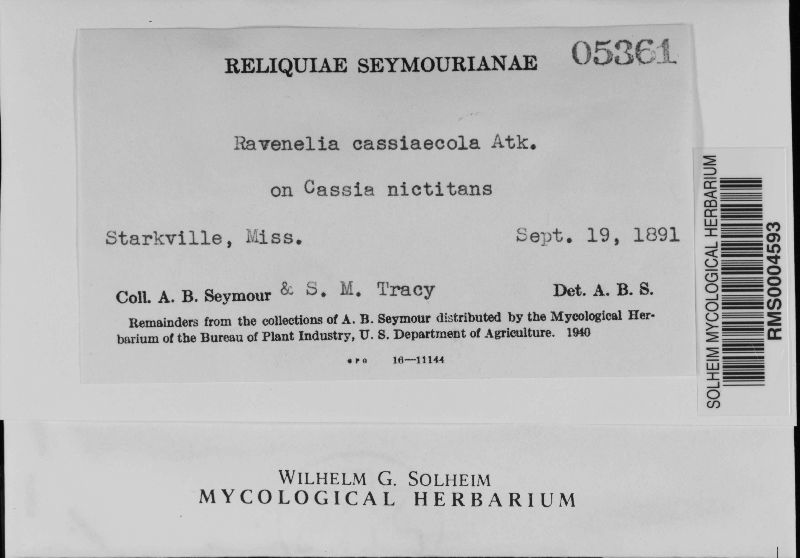 RELIQUIAE SEYMOURIANAE 05361
Ravenelia cassiaecola Atk.
on Cassia nictitans
Starkville, Miss. Sept. 19, 1891
Coll. A. B. Seymour & S. M. Tracy Det. A. B. S.
Remainders from the collections of A. B. Seymour distributed by the Mycological Her-
barium of the Bureau of Plant Industry, U. S. Department of Agriculture. 1940
GPO 16—11144
SOLHEIM MYCOLOGICAL HERBARIUM
RMS0004593
WILHELM G. SOLHEIM
MYCOLOGICAL HERBARIUM